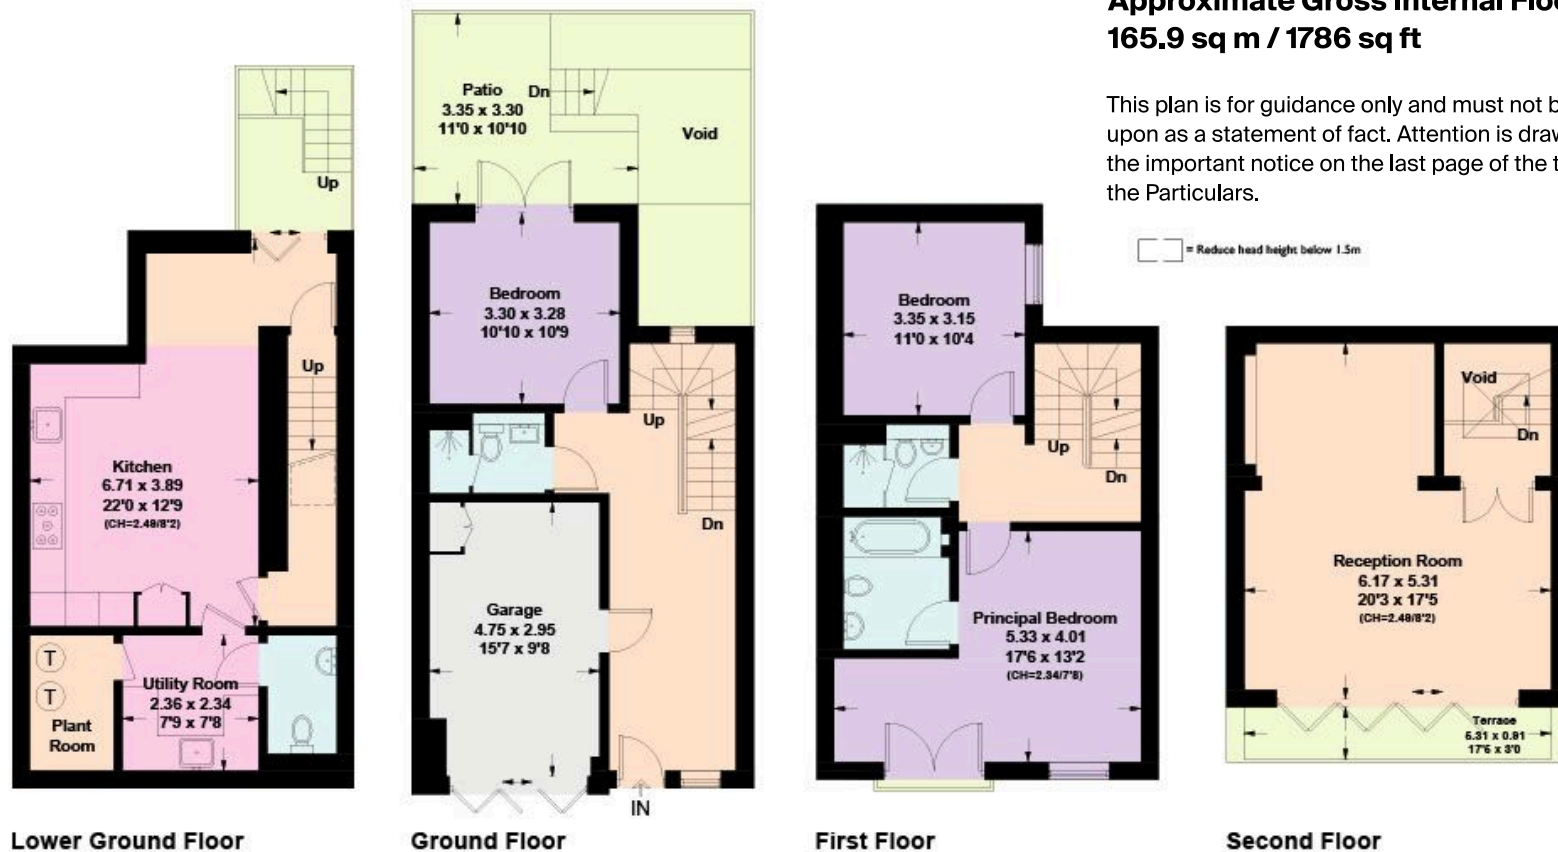 Approximate Gross Internal
165.9 sq m / 1786 sq ft
This plan is for guidance only and must not
upon as a statement of fact. Attention is
the important notice on the last page of the
the Particulars.
= Reduce head height below 1.5m
Up
Up
Kitchen
6.71 x 3.89
22'0 x 12'9
(CH=2.48/8'2)
T
T
Plant
Room
Utility Room
2.36 x 2.34
7'9 x 7'8
Lower Ground Floor
Patio
3.35 x 3.30
11'0 x 10'10
Dn
Void
Bedroom
3.30 x 3.28
10'10 x 10'9
Up
Dn
Garage
4.75 x 2.95
15'7 x 9'8
IN
Ground Floor
Bedroom
3.35 x 3.15
11'0 x 10'4
Up
Dn
Principal Bedroom
5.33 x 4.01
17'6 x 13'2
(CH=2.34/7'8)
First Floor
Void
Dn
Reception Room
6.17 x 5.31
20'3 x 17'5
(CH=2.48/8'2)
Terrace
5.31 x 0.91
17'5 x 3'0
Second Floor